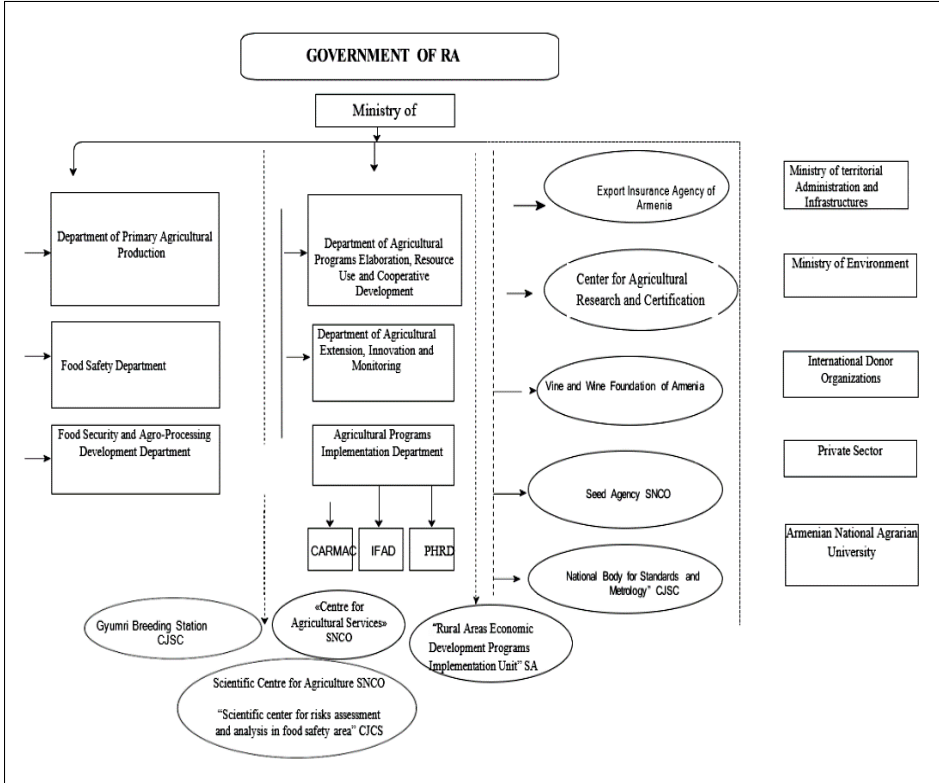 GOVERNMENT OF RA
Ministry of
Department of Primary Agricultural
Production
Food Safety Department
Food Security and Agro-Processing
Development Department
Department of Agricultural
Programs Elaboration, Resource
Use and Cooperative
Development
Department of Agricultural
Extension, Innovation and
Monitoring
Agricultural Programs
Implementation Department
CARMAC
IFAD
PHRD
Export Insurance Agency of
Armenia
Center for Agricultural
Research and Certification
Vine and Wine Foundation of Armenia
Seed Agency SNCO
National Body for Standards and
Metrology" CJSC
Ministry of territorial
Administration and
Infrastructures
Ministry of Environment
International Donor
Organizations
Private Sector
Armenian National Agrarian
University
Gyumri Breeding Station
CJSC
«Centre for
Agricultural Services»
SNCO
"Rural Areas Economic
Development Programs
Implementation Unit" SA
Scientific Centre for Agriculture SNCO
"Scientific center for risks assessment
and analysis in food safety area" CJCS